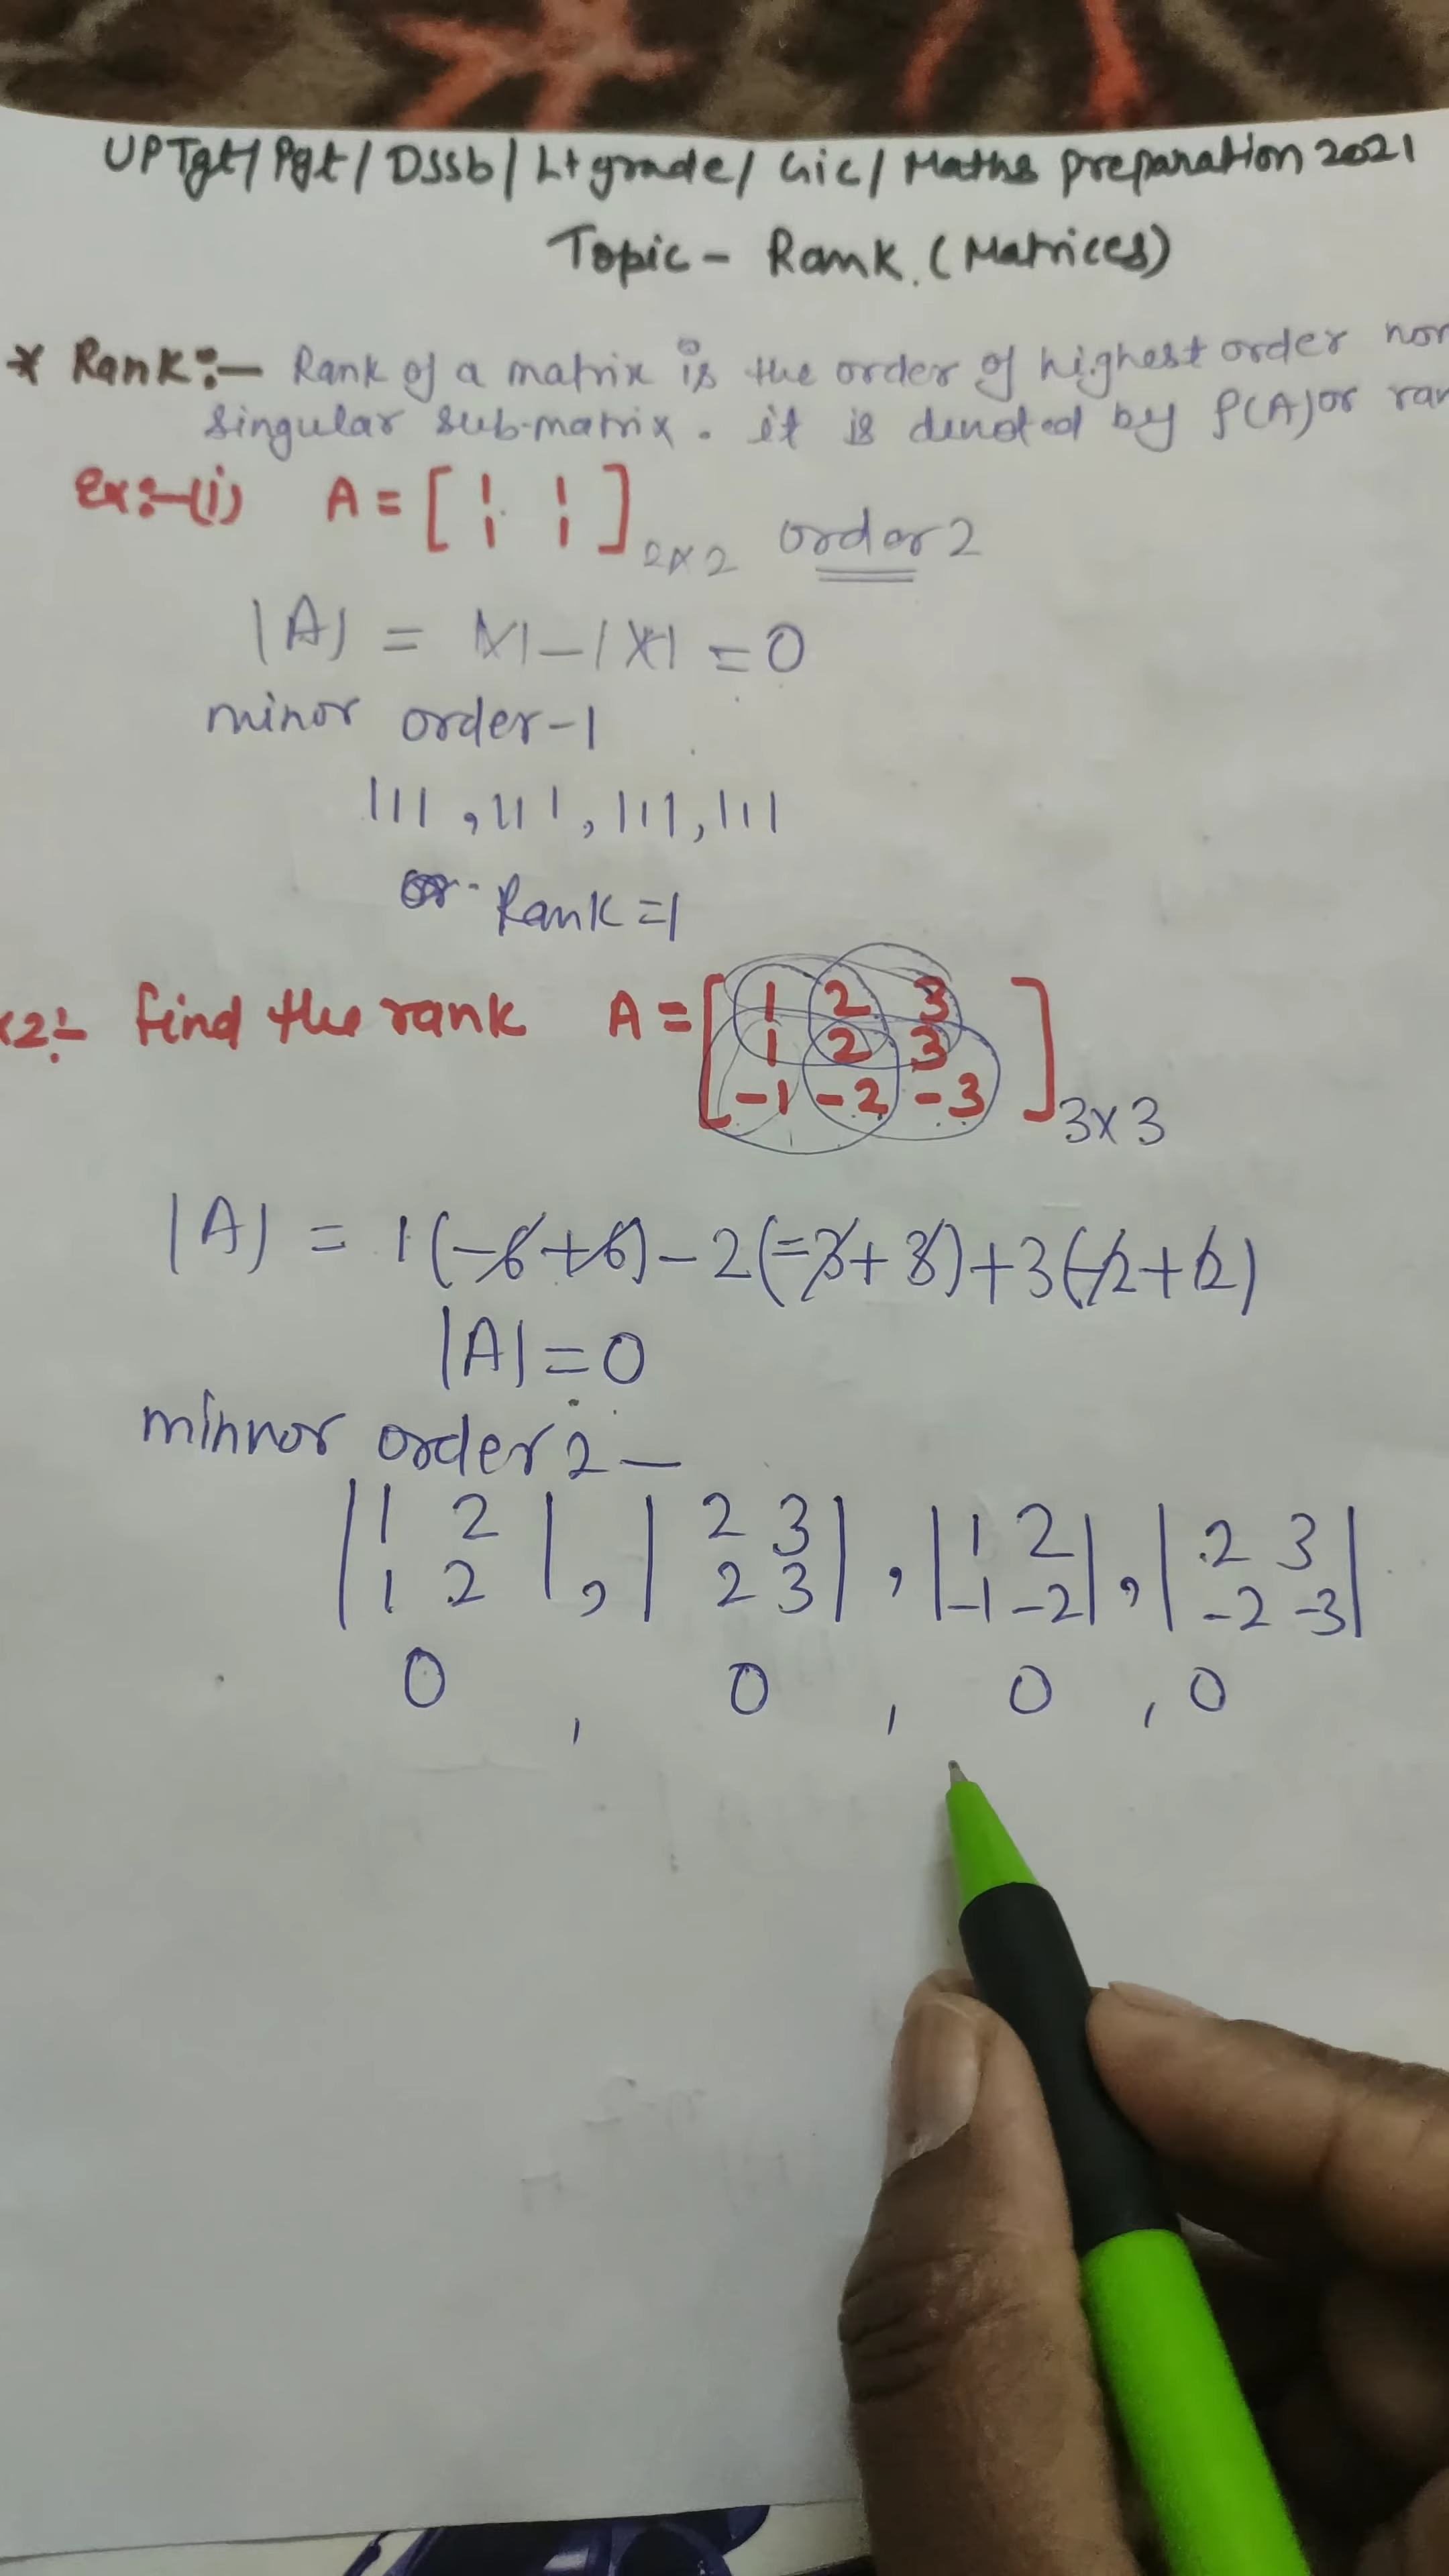 UPTgt/Pgt/Dssb/Lt grade/Gic/Maths preparation 2021
Topic - Rank. (Matrices)
* Rank:- Rank of a matrix is the order of highest order non
singular sub-matrix. it is denoted by ρ(A) or ran
Ex:-(i) A = [ 1 1
1 1 ] 2×2 order 2
|A| = 1×1-1×1 = 0
minor order-1
|1|, |1|, |1|, |1|
Rank=1
x2:- find the rank A = [ 1 2 3
1 2 3
-1 -2 -3 ] 3×3
|A| = 1(-6+6)-2(-3+3)+3(-2+2)
|A|=0
minnor order 2-
|1 2|, |2 3|, |1 2|, |2 3|
|1 2| |2 3| |-1 -2| |-2 -3|
0 , 0 , 0 , 0